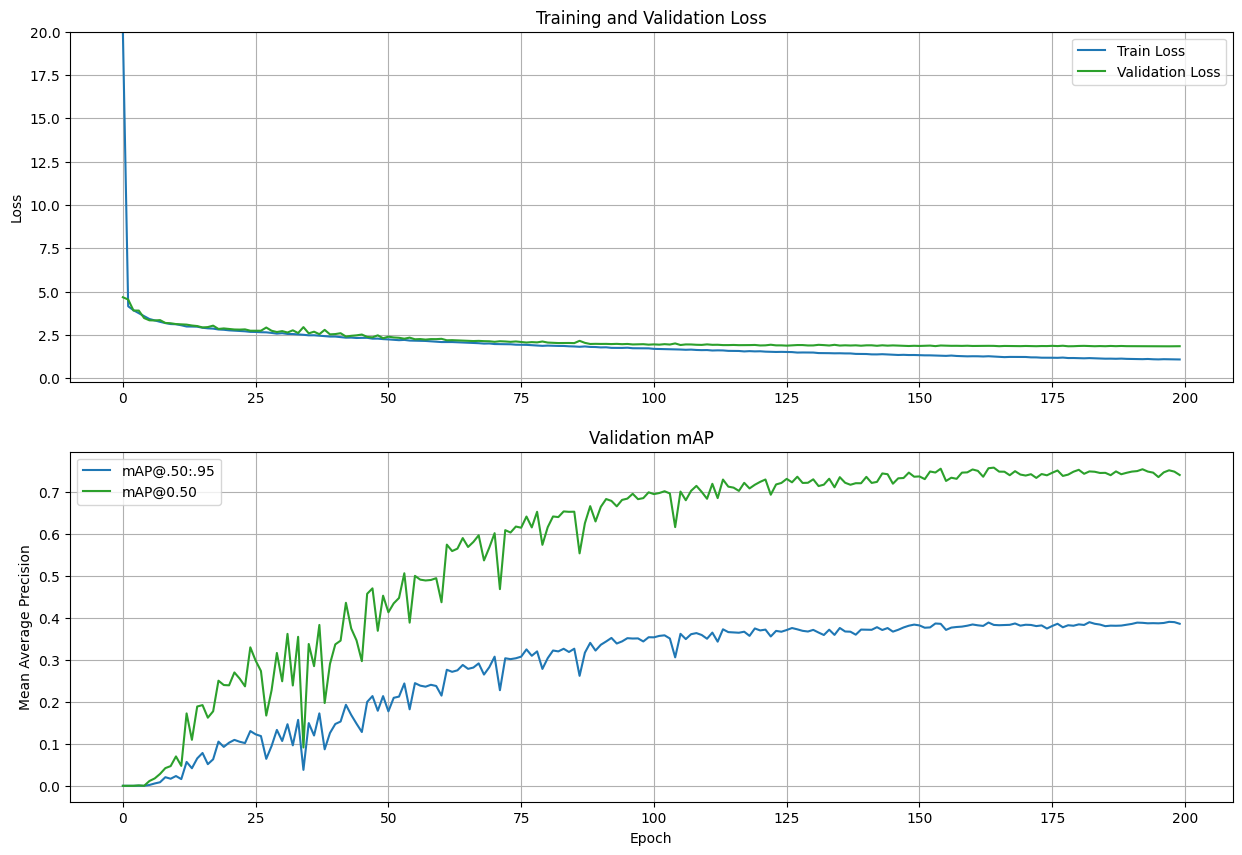 Training and Validation Loss
20.0
17.5
15.0
12.5
10.0
7.5
5.0
2.5
0.0
Loss
Train Loss
Validation Loss
0 25 50 75 100 125 150 175 200
Validation mAP
mAP@.50:.95
mAP@0.50
0.7
0.6
0.5
0.4
0.3
0.2
0.1
0.0
Mean Average Precision
0 25 50 75 100 125 150 175 200
Epoch